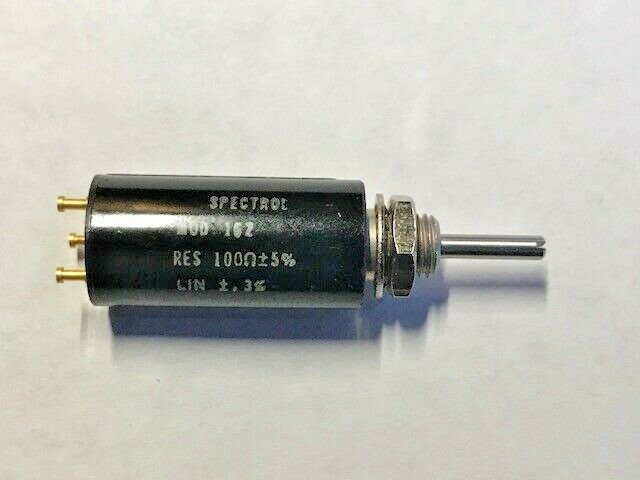 SPECTROL
MOD 162
RES 100Ω±5%
LIN ±.3%